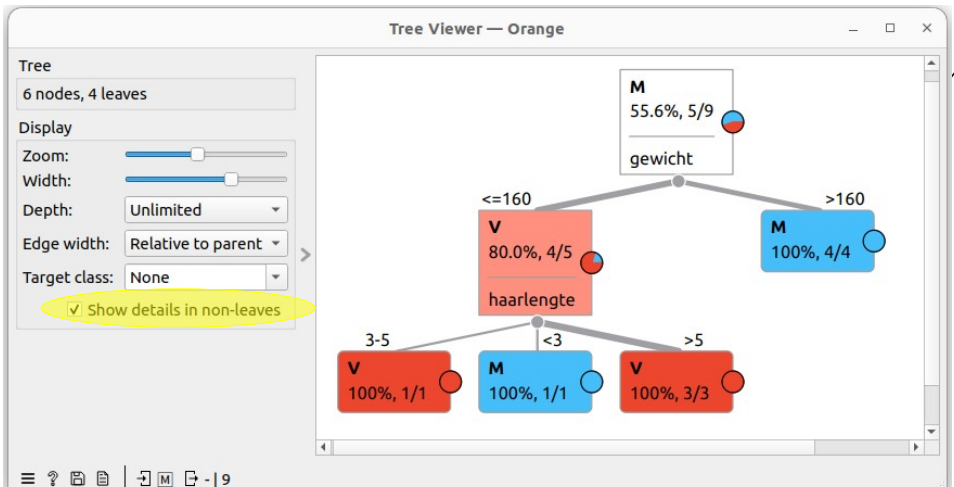 Tree Viewer — Orange
Tree
6 nodes, 4 leaves
Display
Zoom:
Width:
Depth: Unlimited
Edge width: Relative to parent
Target class: None
Show details in non-leaves
M
55.6%, 5/9
gewicht
<=160
>160
V
80.0%, 4/5
haarlengte
M
100%, 4/4
3-5
<3
>5
V
100%, 1/1
M
100%, 1/1
V
100%, 3/3
? M - | 9